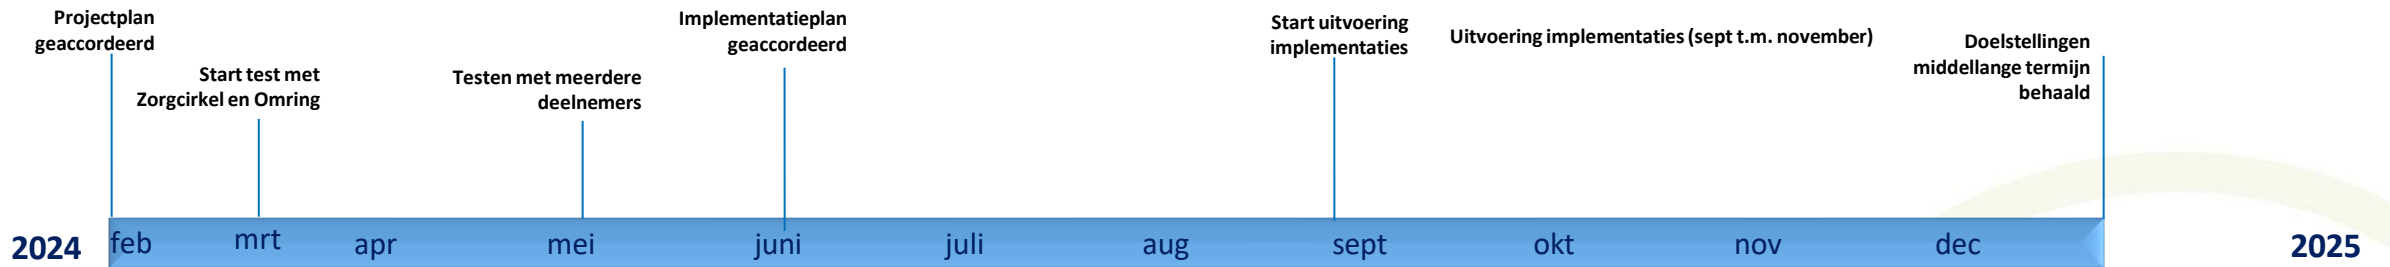 Projectplan
geaccordeerd
Start test met
Zorgcirkel en Omring
Testen met meerdere
deelnemers
Implementatieplan
geaccordeerd
Start uitvoering
implementaties
Uitvoering implementaties (sept t.m. november)
Doelstellingen
middellange termijn
behaald
2024 feb mrt apr mei juni juli aug sept okt nov dec 2025